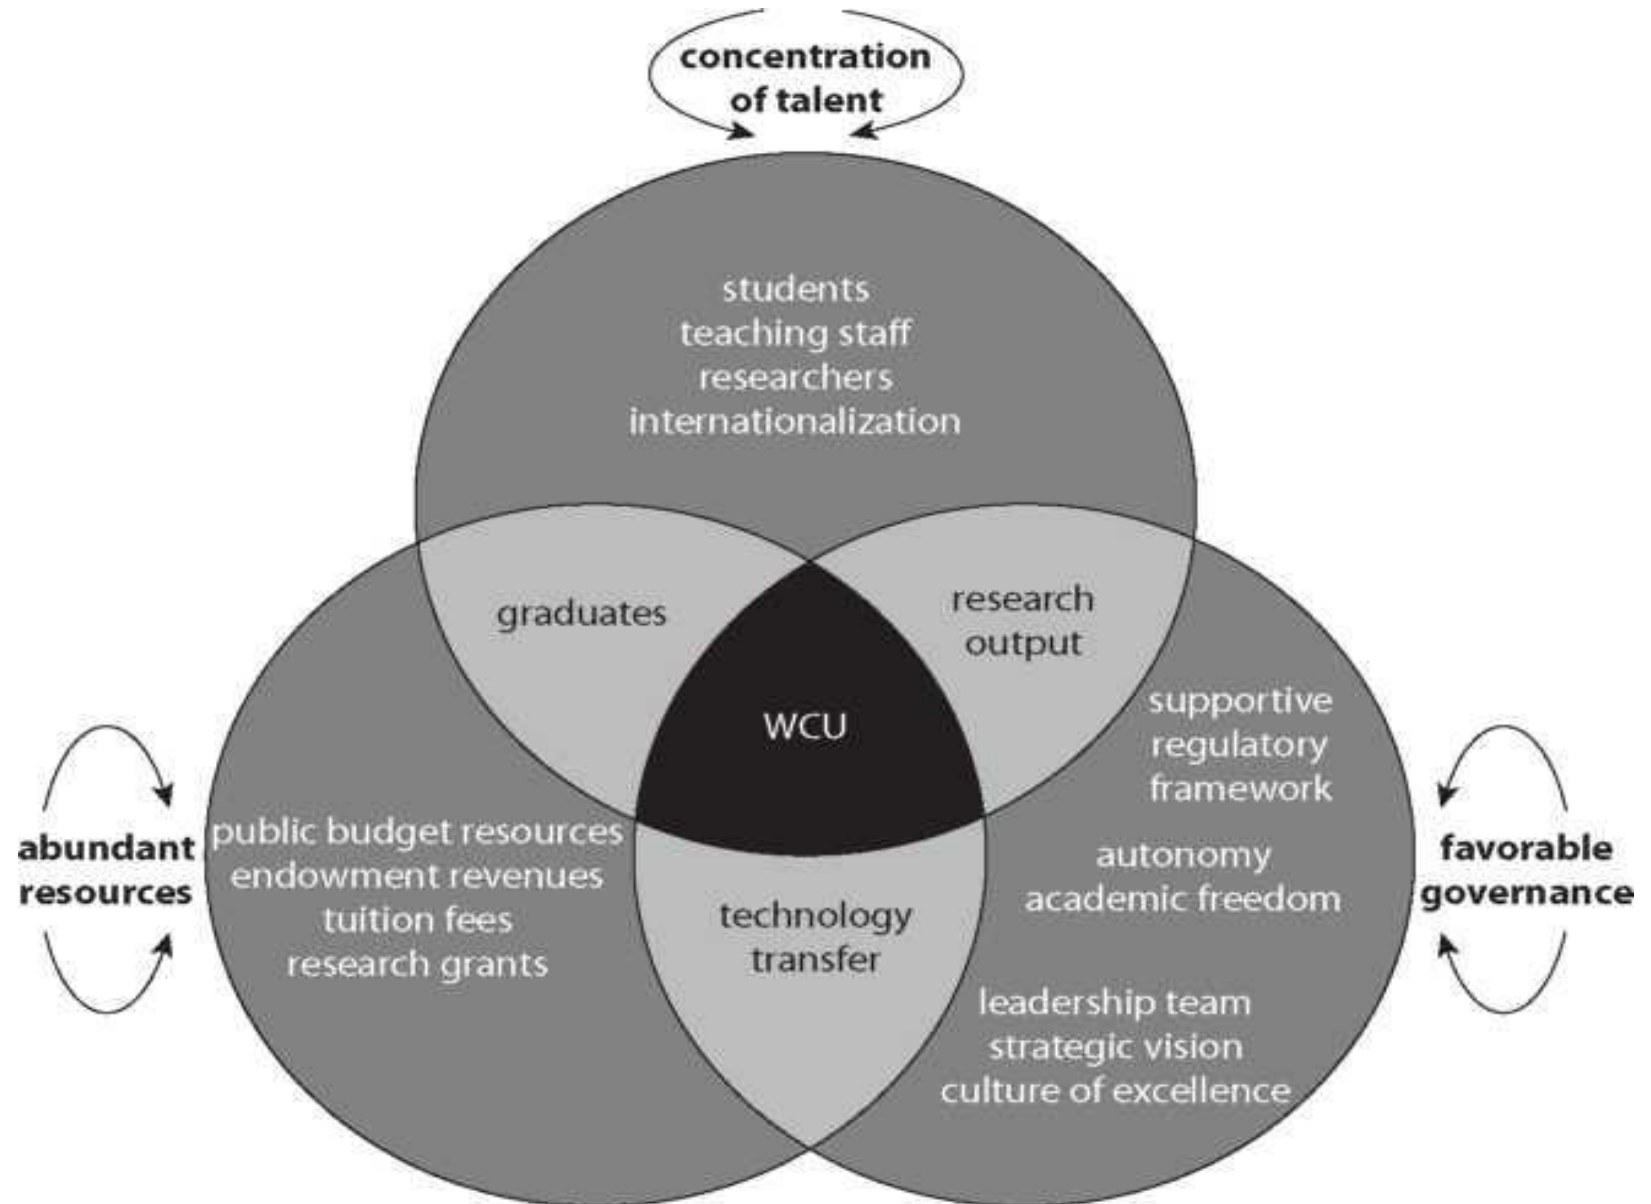 concentration
of talent
students
teaching staff
researchers
internationalization
graduates
research
output
WCU
supportive
regulatory
framework
abundant
resources
public budget resources
endowment revenues
tuition fees
research grants
technology
transfer
autonomy
academic freedom
leadership team
strategic vision
culture of excellence
favorable
governance